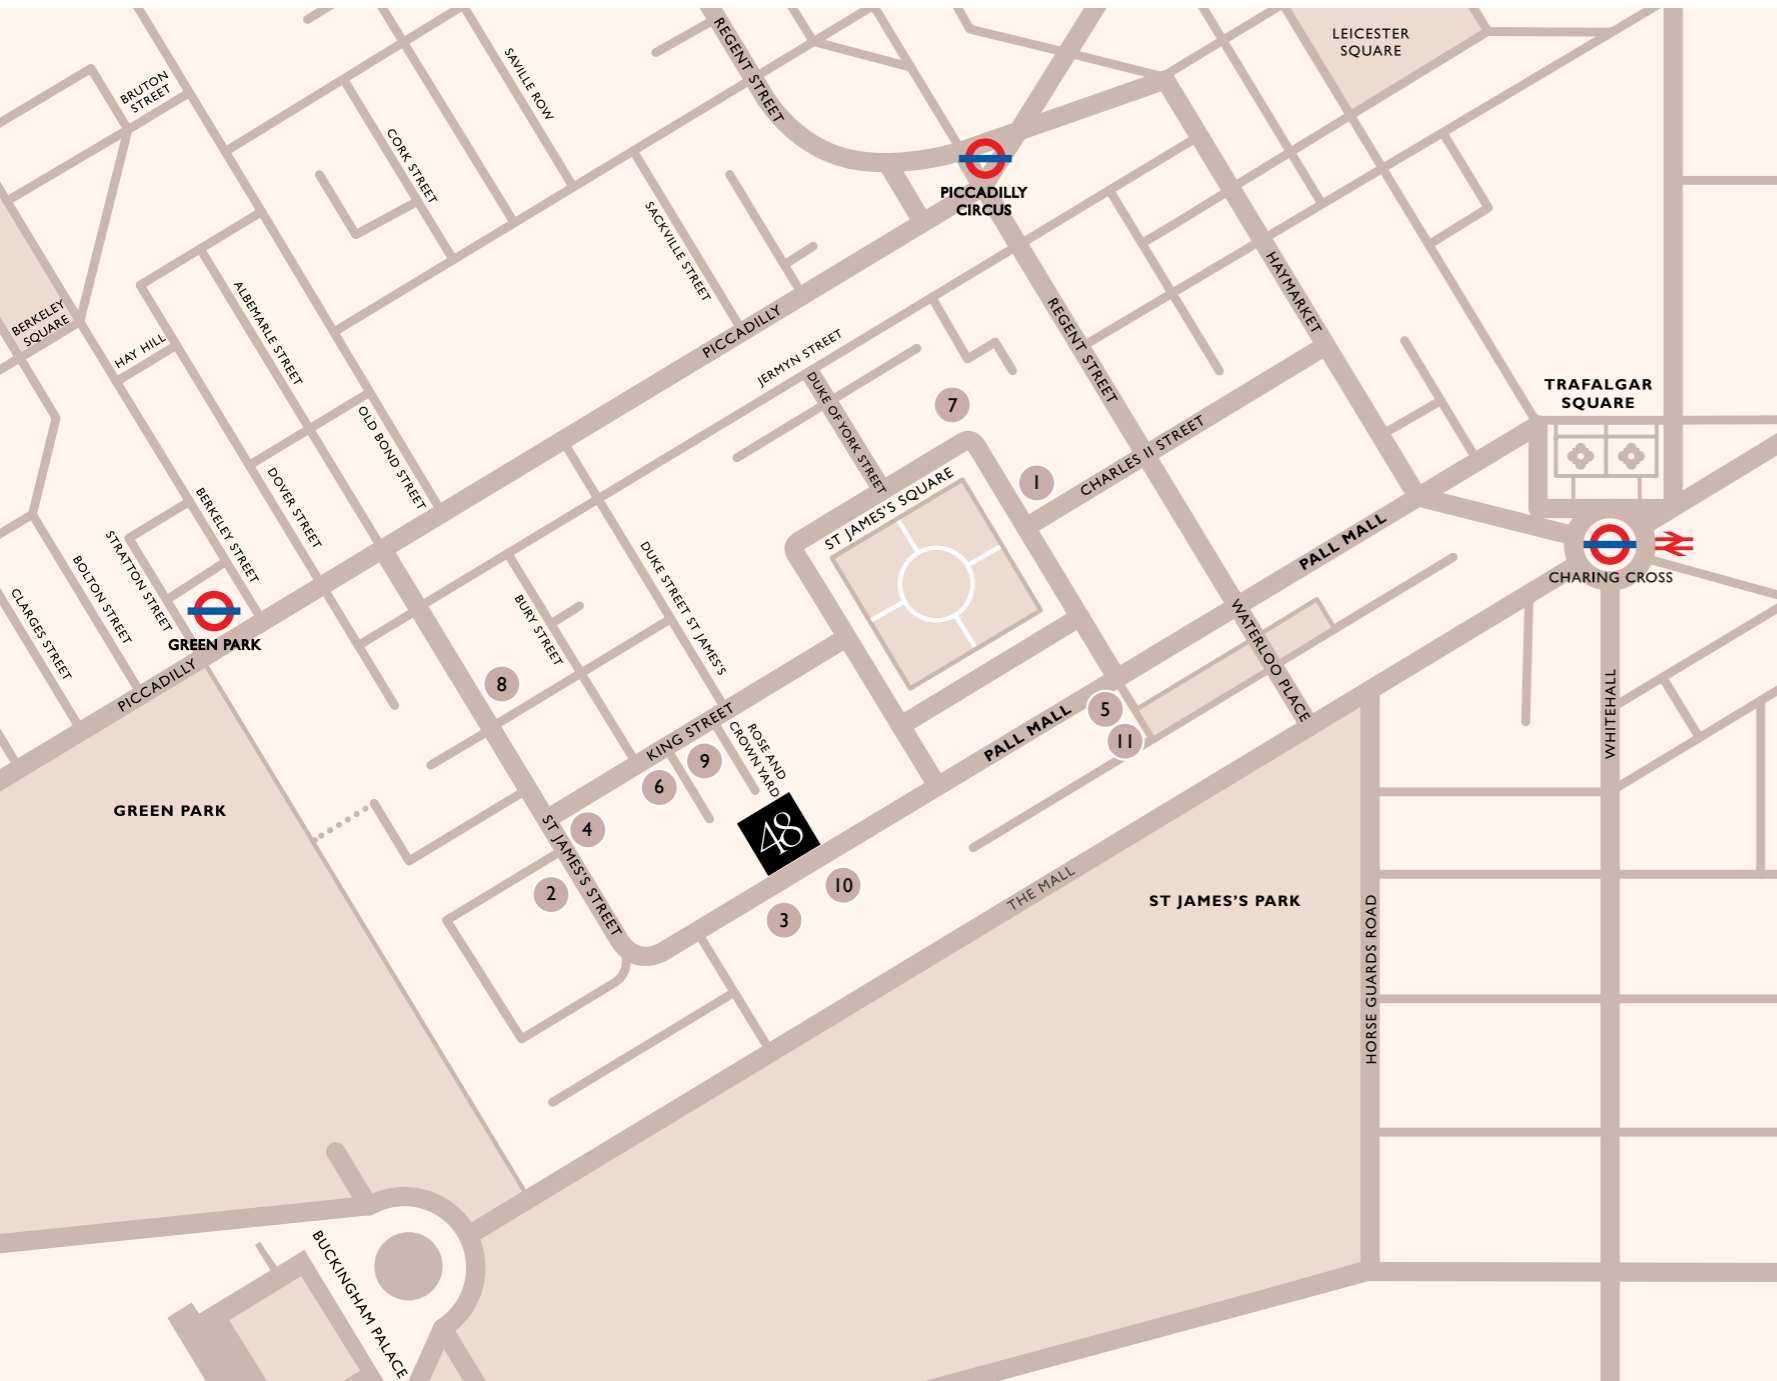 LEICESTER
SQUARE
REGENT STREET
SAVILLE ROW
BRUTON
STREET
CORK STREET
PICCADILLY
CIRCUS
SACKVILLE STREET
HAYMARKET
ALBEMARLE STREET
BERKELEY
SQUARE
HAY HILL
PICCADILLY
JERMYN STREET
REGENT STREET
DUKE OF YORK STREET
7
TRAFALGAR
SQUARE
OLD BOND STREET
CHARLES II STREET
DOVER STREET
1
ST JAMES'S SQUARE
BERKELEY STREET
STRATTON STREET
BOLTON STREET
CLARGES STREET
PALL MALL
CHARING CROSS
DUKE STREET ST JAMES'S
BURY STREET
GREEN PARK
PICCADILLY
WATERLOO PLACE
8
WHITEHALL
KING STREET
ROSE AND
CROWN YARD
PALL MALL
5
11
9
6
GREEN PARK
48
4
ST JAMES'S STREET
2
10
3
THE MALL
ST JAMES'S PARK
HORSE GUARDS ROAD
BUCKINGHAM PALACE